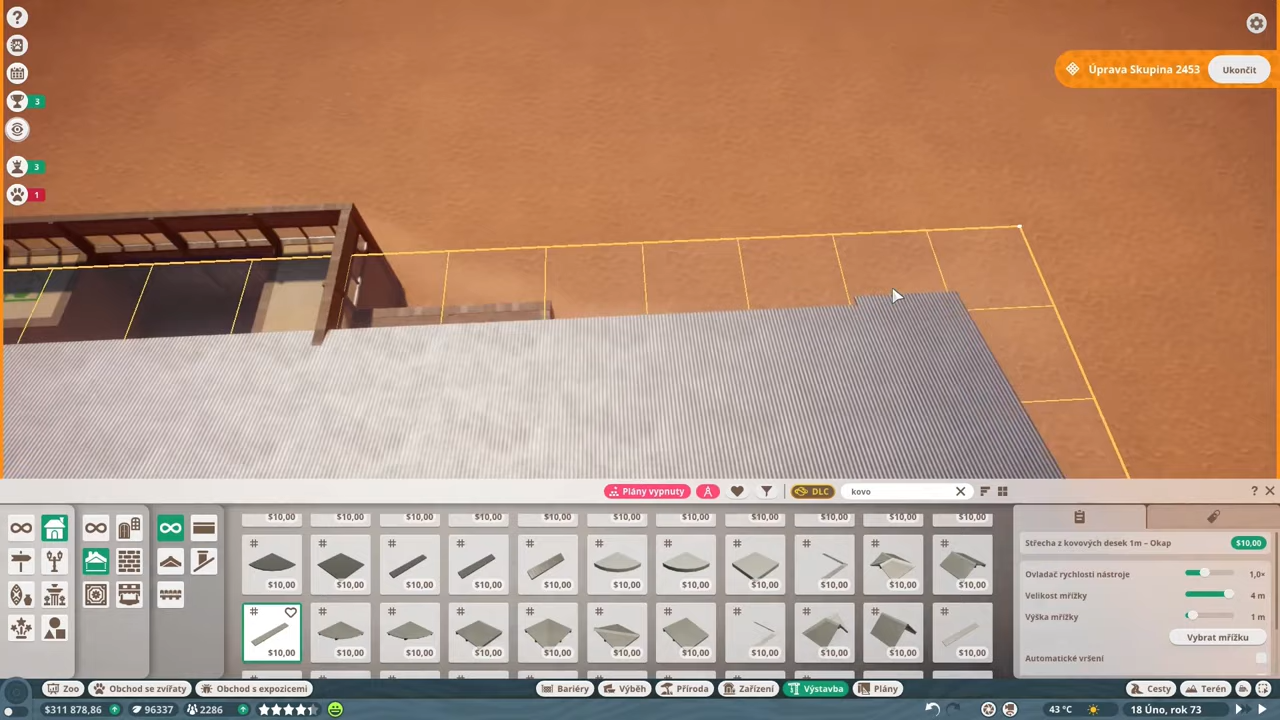 ?
3
3
1
Úprava Skupina 2453
Ukončit
Plány vypnuty
DLC
kovo
?
$10,00 $10,00 $10,00 $10,00 $10,00 $10,00 $10,00 $10,00 $10,00 $10,00 $10,00
$10,00 $10,00 $10,00 $10,00 $10,00 $10,00 $10,00 $10,00 $10,00 $10,00 $10,00
$10,00 $10,00 $10,00 $10,00 $10,00 $10,00 $10,00 $10,00 $10,00 $10,00 $10,00
Střecha z kovových desek 1m – Okap $10,00
Ovladač rychlosti nástroje 1,0×
Velikost mřížky 4 m
Výška mřížky 1 m
Vybrat mřížku
Automatické vršení
Zoo Obchod se zvířaty Obchod s expozicemi Bariéry Výběh Příroda Zařízení Výstavba Plány Cesty Terén
$311 878,86 96337 2286 43 °C 18 Úno, rok 73